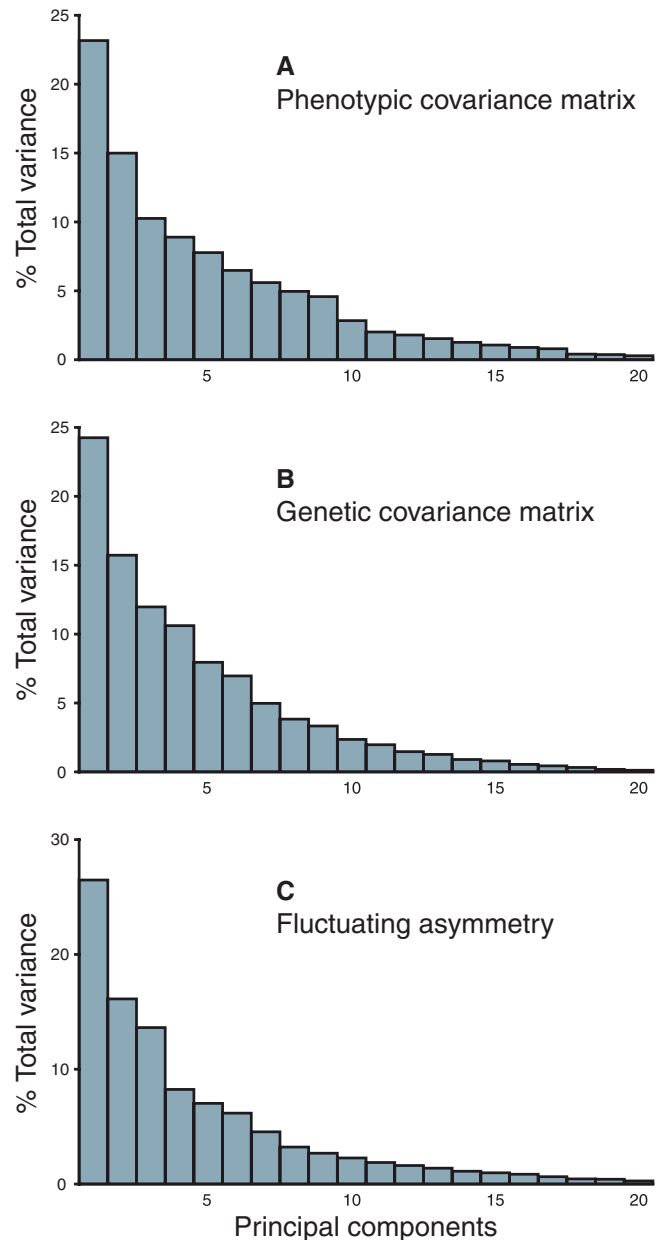 25
20
15
10
5
0
% Total variance
A
Phenotypic covariance matrix
5 10 15 20
25
20
15
10
5
0
% Total variance
B
Genetic covariance matrix
5 10 15 20
30
20
10
0
% Total variance
C
Fluctuating asymmetry
5 10 15 20
Principal components